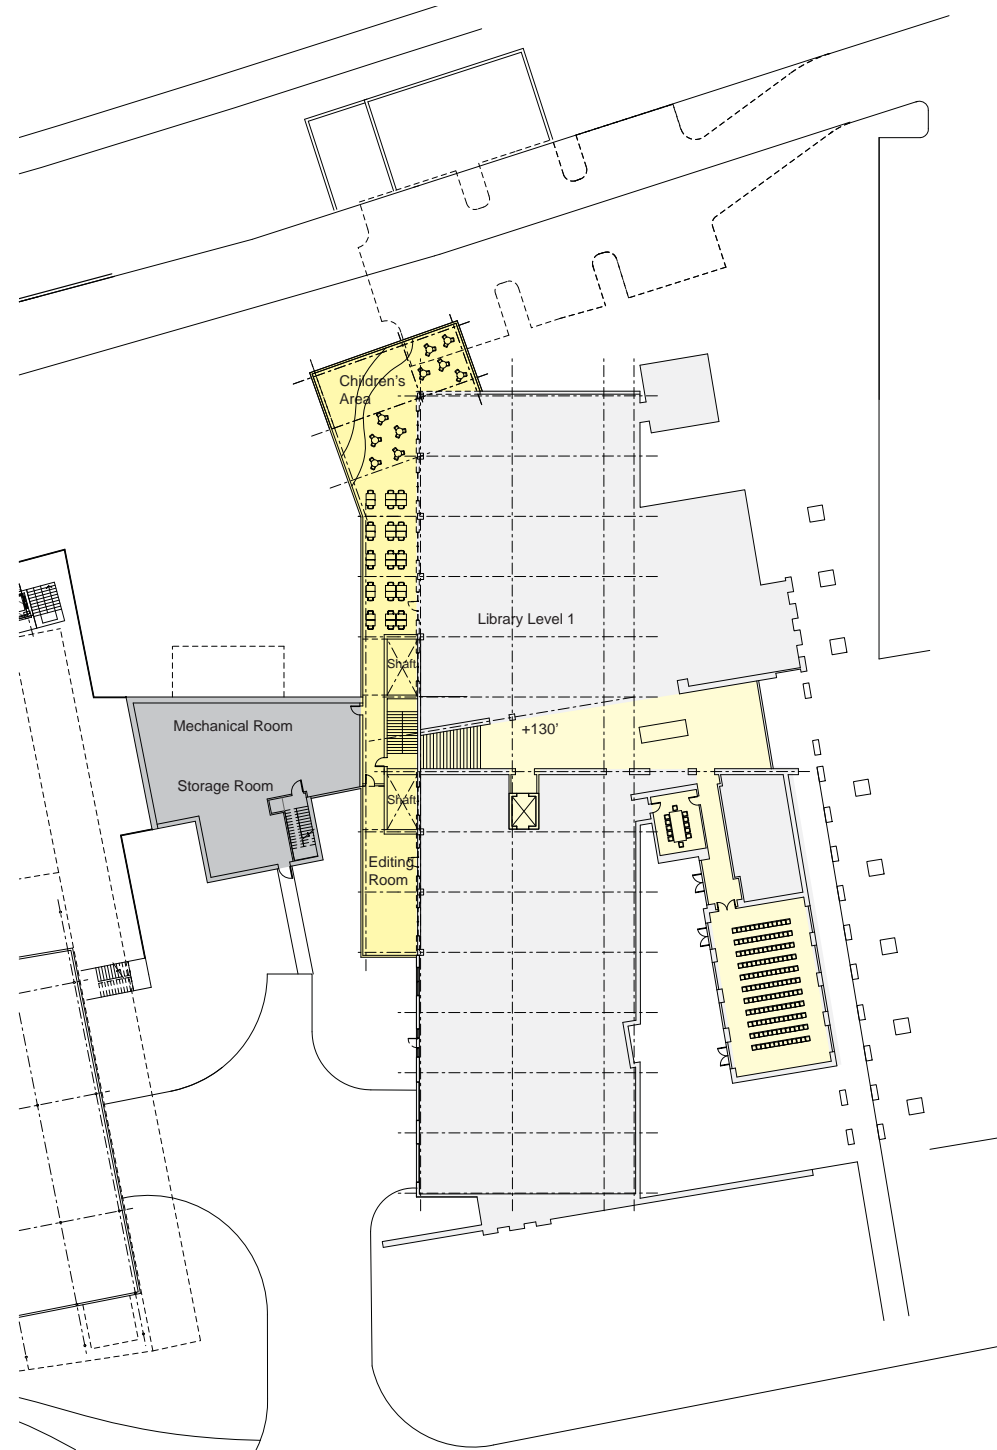 Children's
Area
Library Level 1
Shaft
Mechanical Room
+130'
Storage Room
Shaft
Editing
Room